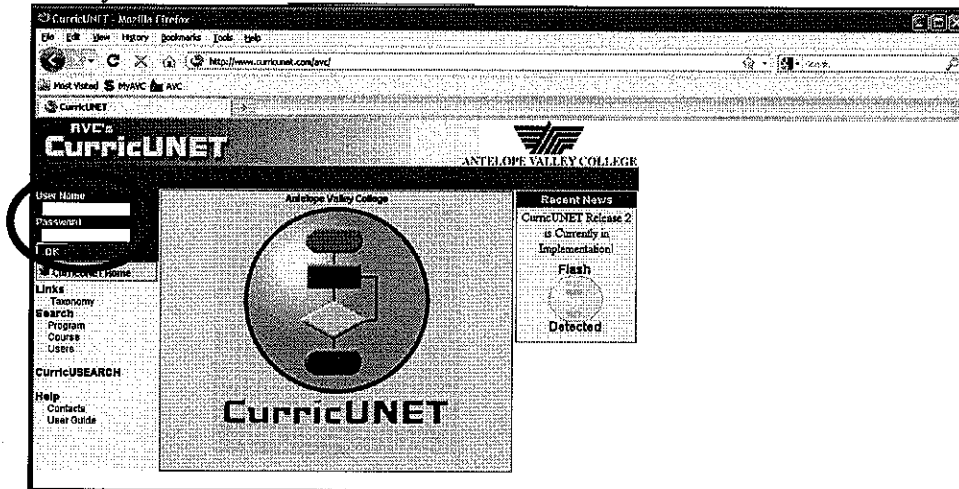 CurricUNET - Mozilla Firefox
File Edit View History Bookmarks Tools Help
http://www.curricunet.com/avc/
Most Visited MyAVC AVC
CurricUNET
AVC's
CurricUNET
ANTELOPE VALLEY COLLEGE
User Name
Password
OK
CurricUNET Home
Links
Taxonomy
Search
Program
Course
Users
CurricUSEARCH
Help
Contacts
User Guide
Antelope Valley College
CurricUNET
Recent News
CurricUNET Release 2
is Currently in
Implementation!
Flash
Detected